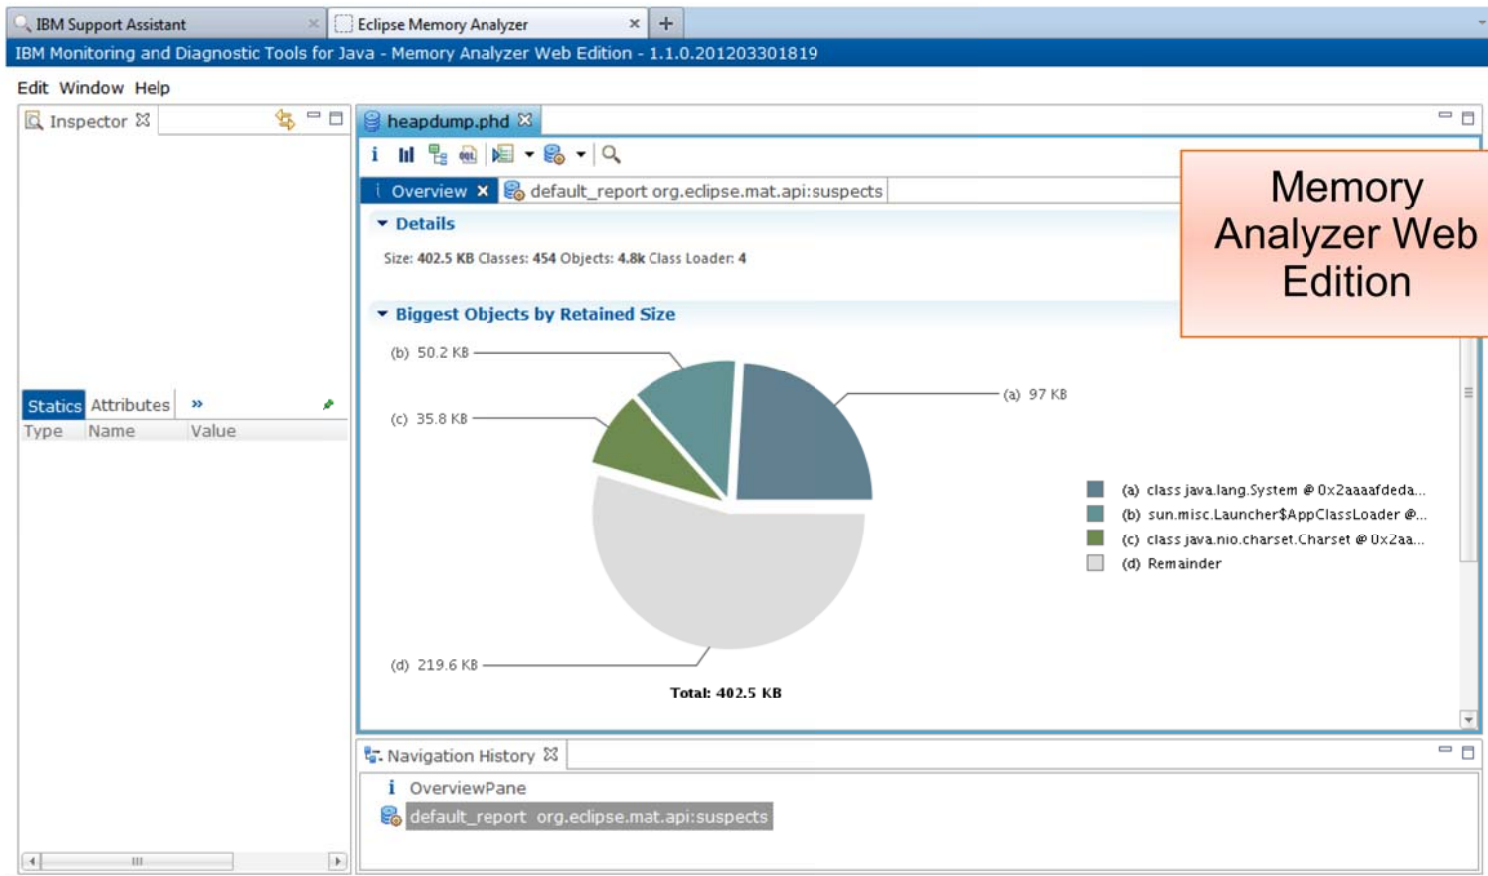 IBM Support Assistant
Eclipse Memory Analyzer
IBM Monitoring and Diagnostic Tools for Java - Memory Analyzer Web Edition - 1.1.0.201203301819
Edit Window Help
Inspector
heapdump.phd
i
Overview default_report org.eclipse.mat.api:suspects
Memory
Analyzer Web
Edition
Details
Size: 402.5 KB Classes: 454 Objects: 4.8k Class Loader: 4
Biggest Objects by Retained Size
(b) 50.2 KB
(a) 97 KB
(c) 35.8 KB
(a) class java.lang.System @ 0x2aaaafdeda...
(b) sun.misc.Launcher$AppClassLoader @...
(c) class java.nio.charset.Charset @ 0x2aa...
(d) Remainder
(d) 219.6 KB
Total: 402.5 KB
Statics Attributes »
Type Name Value
Navigation History
i OverviewPane
default_report org.eclipse.mat.api:suspects